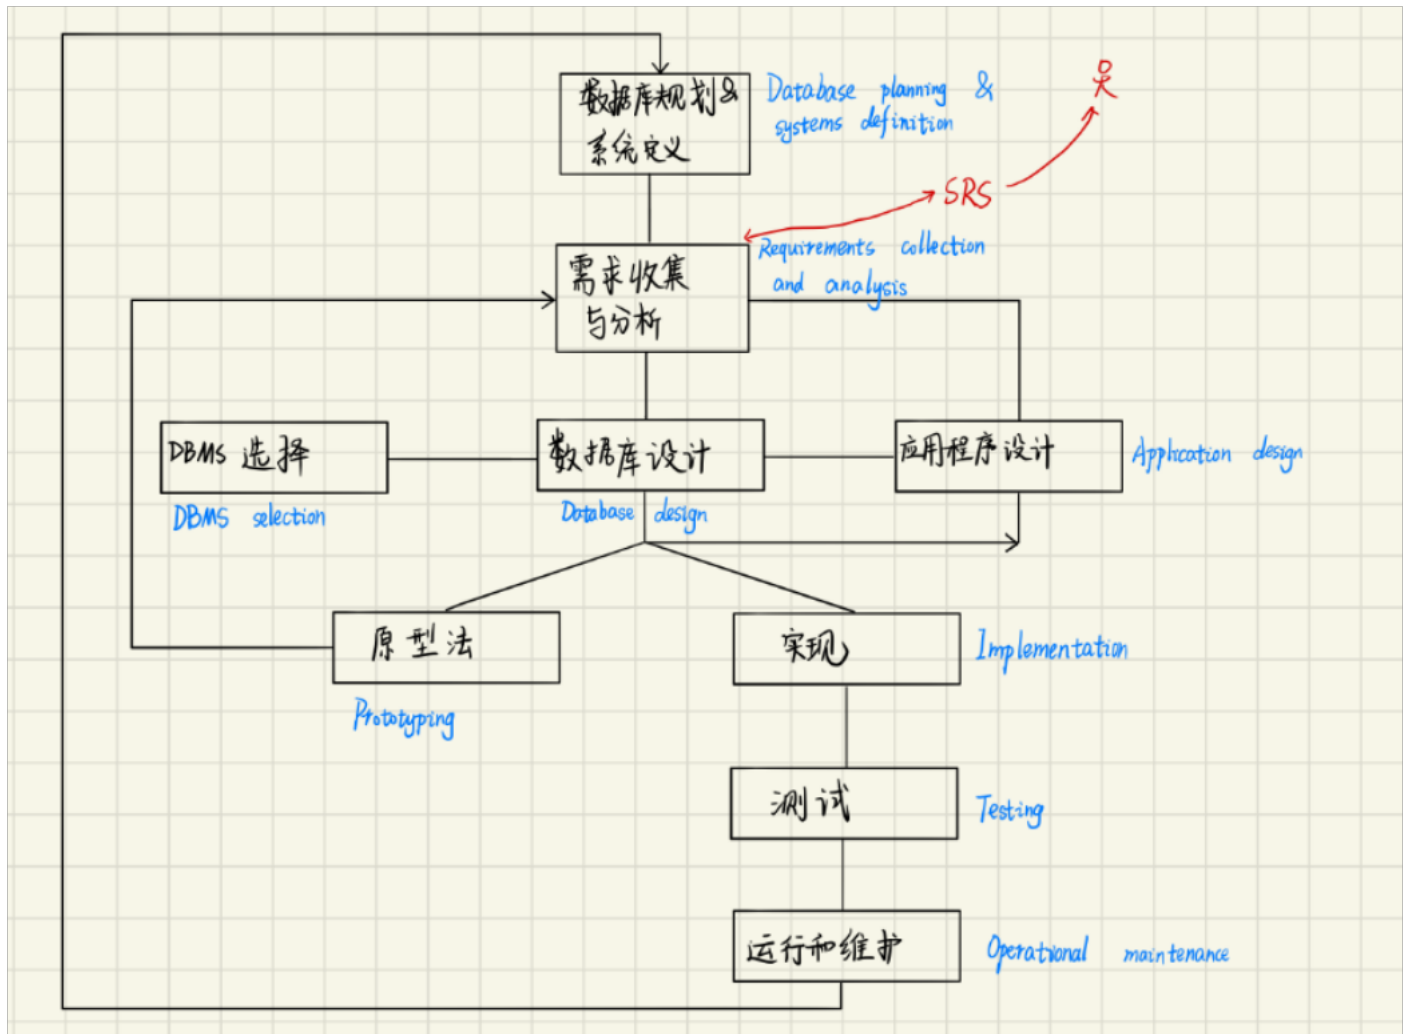 数据库规划&
系统定义
Database planning &
systems definition
SRS
需求收集
与分析
Requirements collection
and analysis
DBMS 选择
DBMS selection
数据库设计
Database design
应用程序设计
Application design
原型法
Prototyping
实现
Implementation
测试
Testing
运行和维护
Operational maintenance